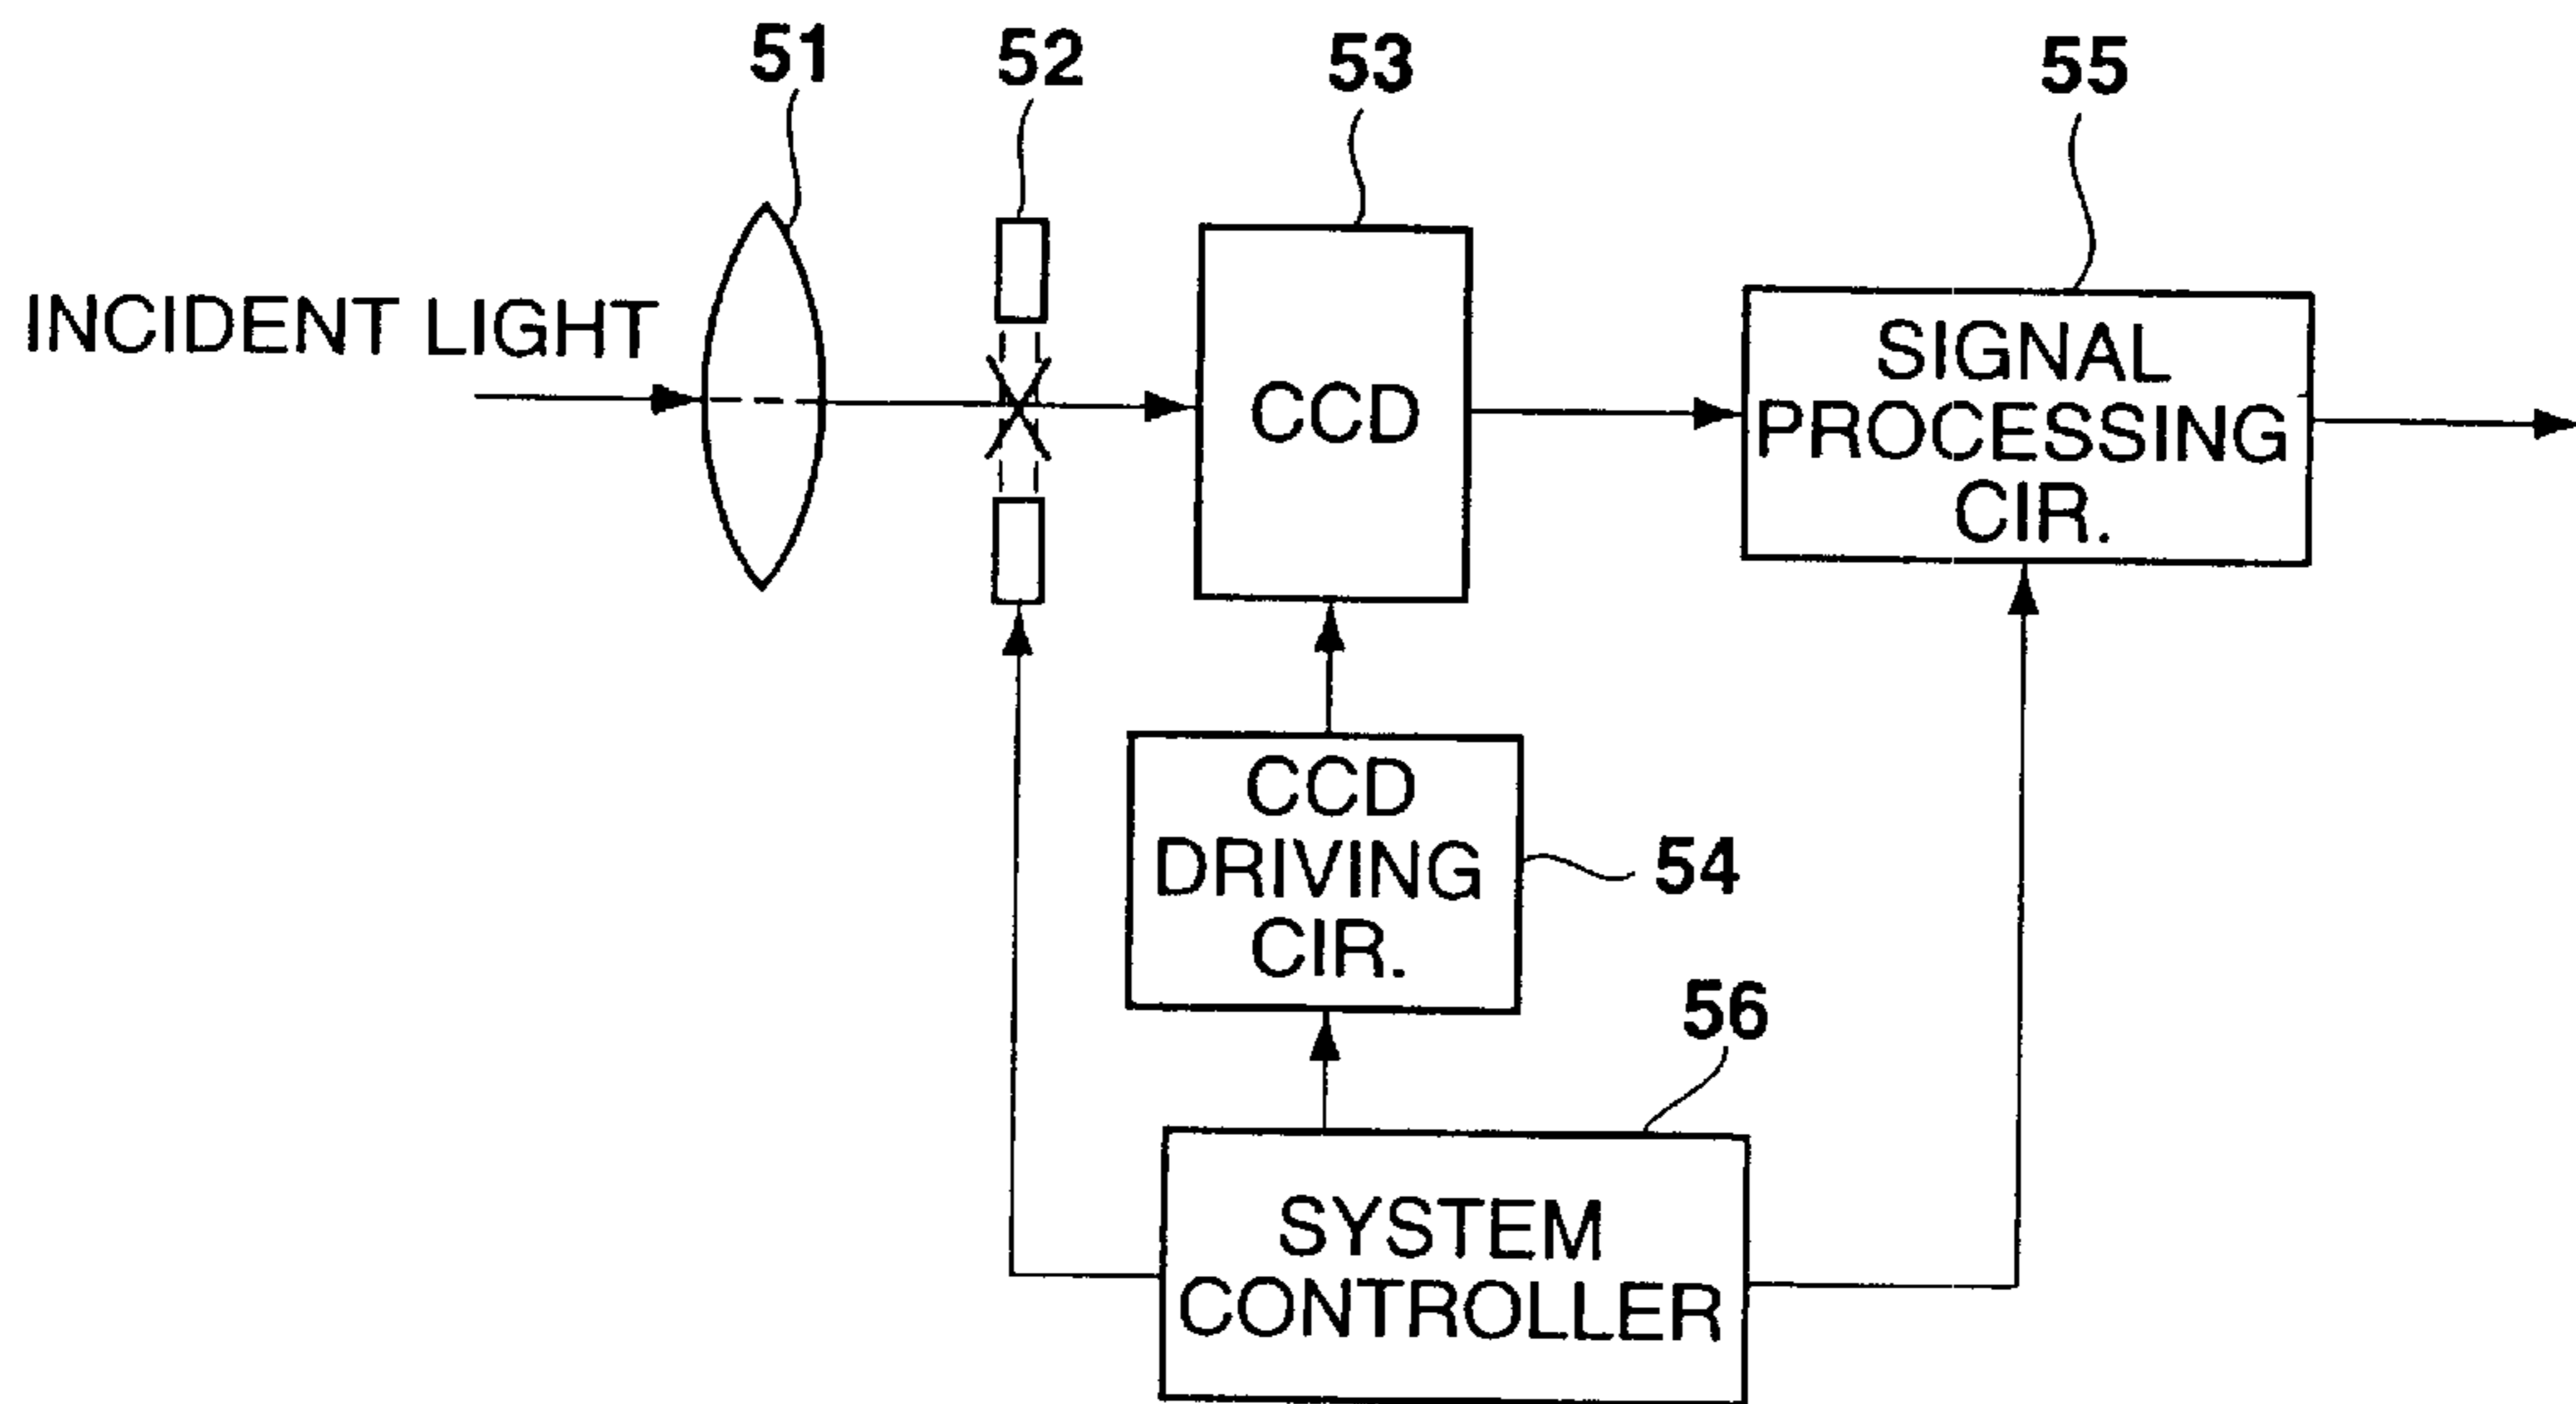 51
52
53
55
INCIDENT LIGHT
CCD
SIGNAL
PROCESSING
CIR.
CCD
DRIVING
CIR.
54
56
SYSTEM
CONTROLLER